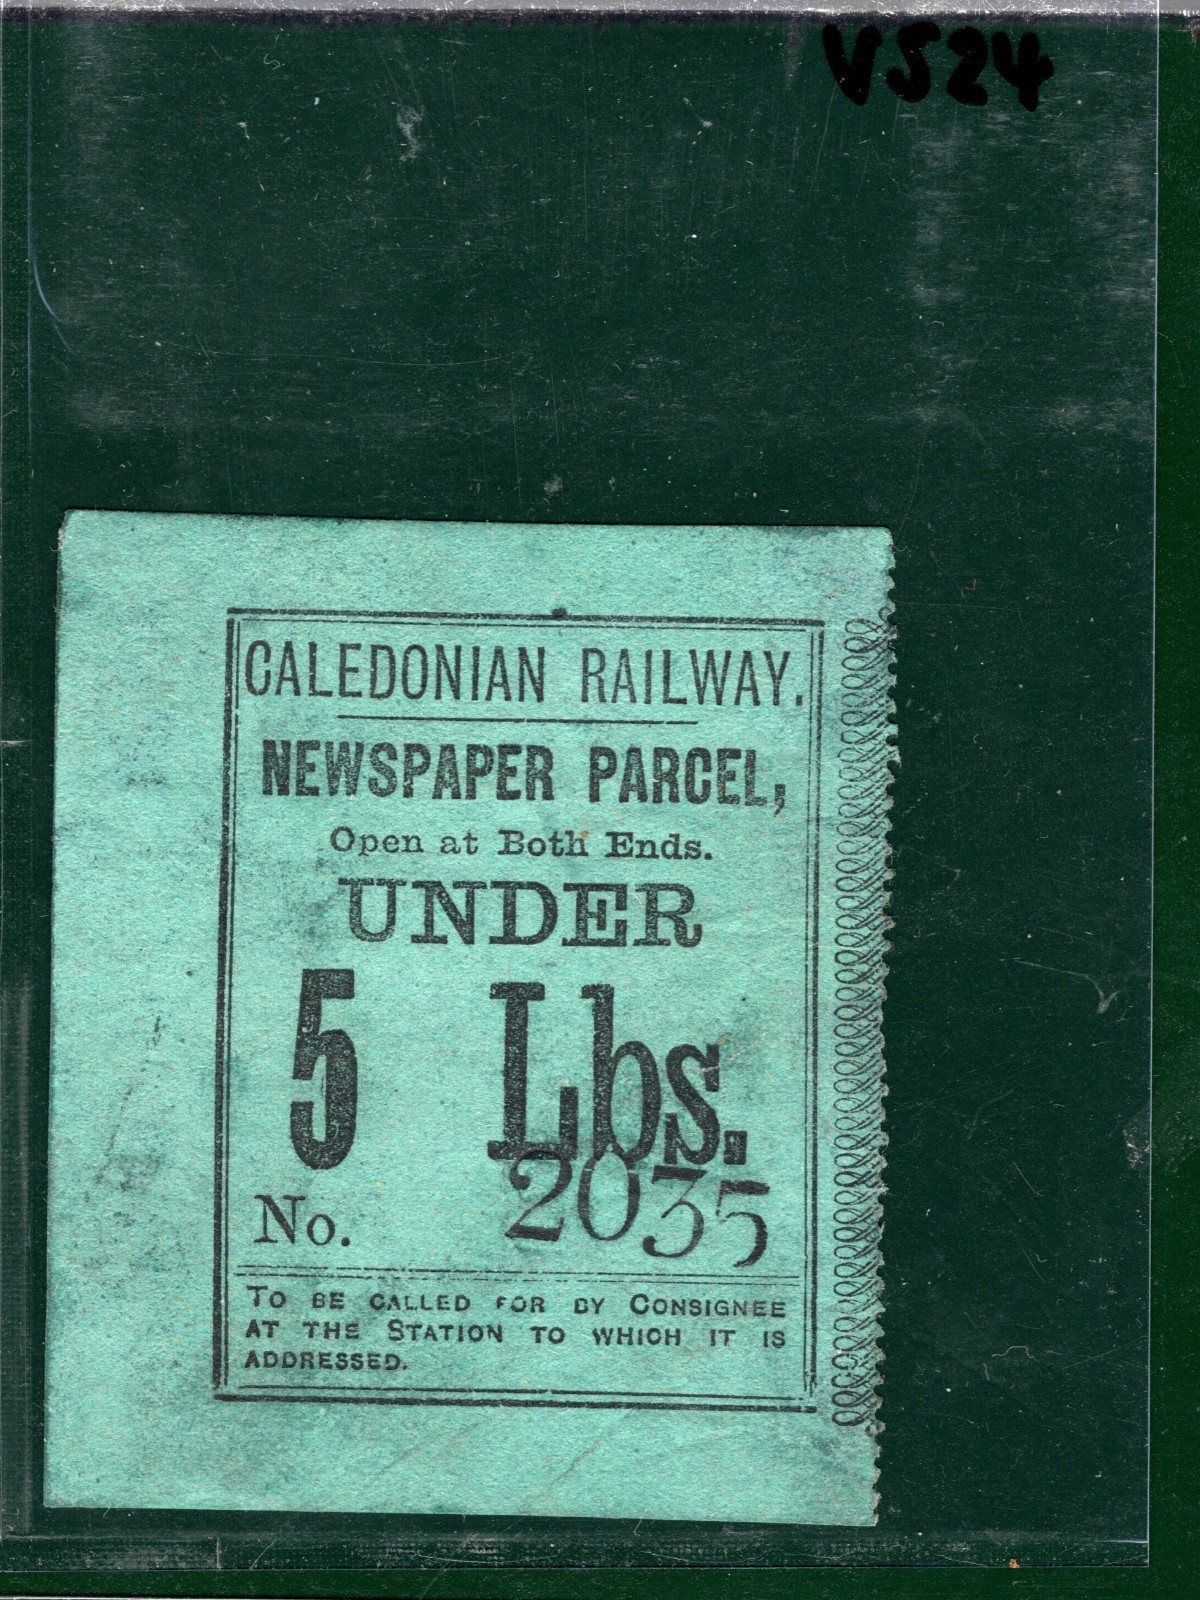 VS24
CALEDONIAN RAILWAY.
NEWSPAPER PARCEL,
Open at Both Ends.
UNDER
5 Lbs.
No. 2035
TO BE CALLED FOR BY CONSIGNEE
AT THE STATION TO WHICH IT IS
ADDRESSED.